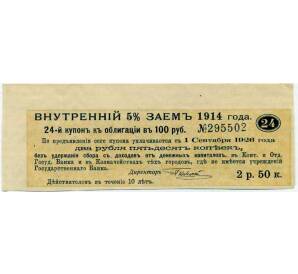 ВНУТРЕННІЙ 5% ЗАЕМЪ 1914 года.
24-й купонъ къ облигаціи въ 100 руб. №295502 24
По предъявленіи сего купона уплачивается съ 1 Сентября 1926 года
два рубля пятьдесятъ копѣекъ,
безъ удержанія сбора съ доходовъ отъ денежныхъ капиталовъ, въ Конт. и Отд.
Госуд. Банка и въ Казначействахъ тѣхъ городовъ, гдѣ не имѣется учрежденій
Государственнаго Банка.
Директоръ 2 р. 50 к.
Дѣйствителенъ въ теченіе 10 лѣтъ.